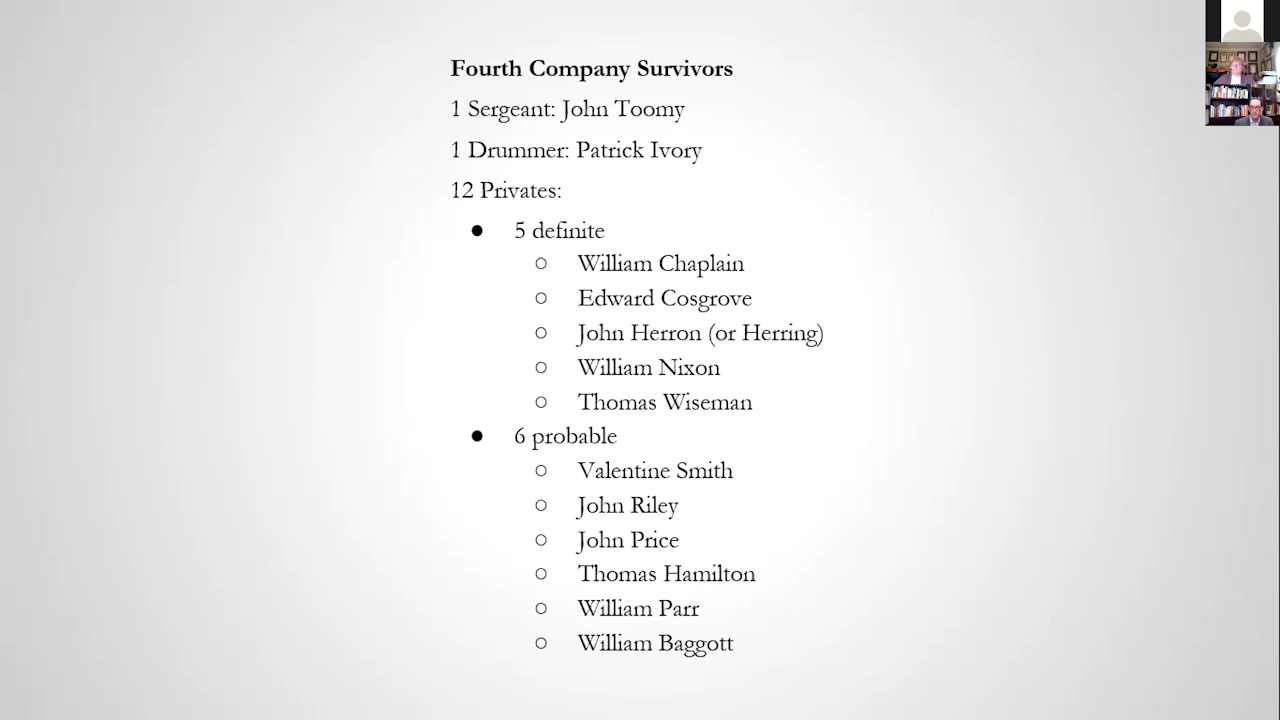 Fourth Company Survivors
1 Sergeant: John Toomy
1 Drummer: Patrick Ivory
12 Privates:
● 5 definite
○ William Chaplain
○ Edward Cosgrove
○ John Herron (or Herring)
○ William Nixon
○ Thomas Wiseman
● 6 probable
○ Valentine Smith
○ John Riley
○ John Price
○ Thomas Hamilton
○ William Parr
○ William Baggott